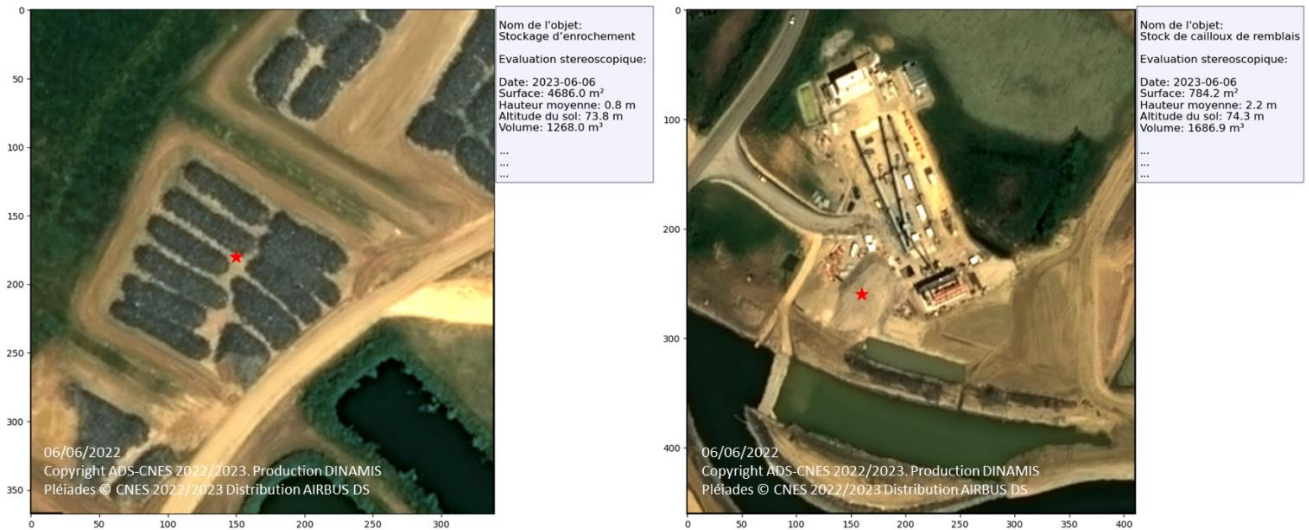 Nom de l'objet:
Stockage d'enrochement
Evaluation stereoscopique:
Date: 2023-06-06
Surface: 4686.0 m²
Hauteur moyenne: 0.8 m
Altitude du sol: 73.8 m
Volume: 1268.0 m³
...
...
...
0
50
100
150
200
250
300
350
0 50 100 150 200 250 300
06/06/2022
Copyright ADS-CNES 2022/2023. Production DINAMIS
Pléiades © CNES 2022/2023 Distribution AIRBUS DS
Nom de l'objet:
Stock de cailloux de remblais
Evaluation stereoscopique:
Date: 2023-06-06
Surface: 784.2 m²
Hauteur moyenne: 2.2 m
Altitude du sol: 74.3 m
Volume: 1686.9 m³
...
...
...
0
100
200
300
400
0 50 100 150 200 250 300 350 400
06/06/2022
Copyright ADS-CNES 2022/2023. Production DINAMIS
Pléiades © CNES 2022/2023 Distribution AIRBUS DS